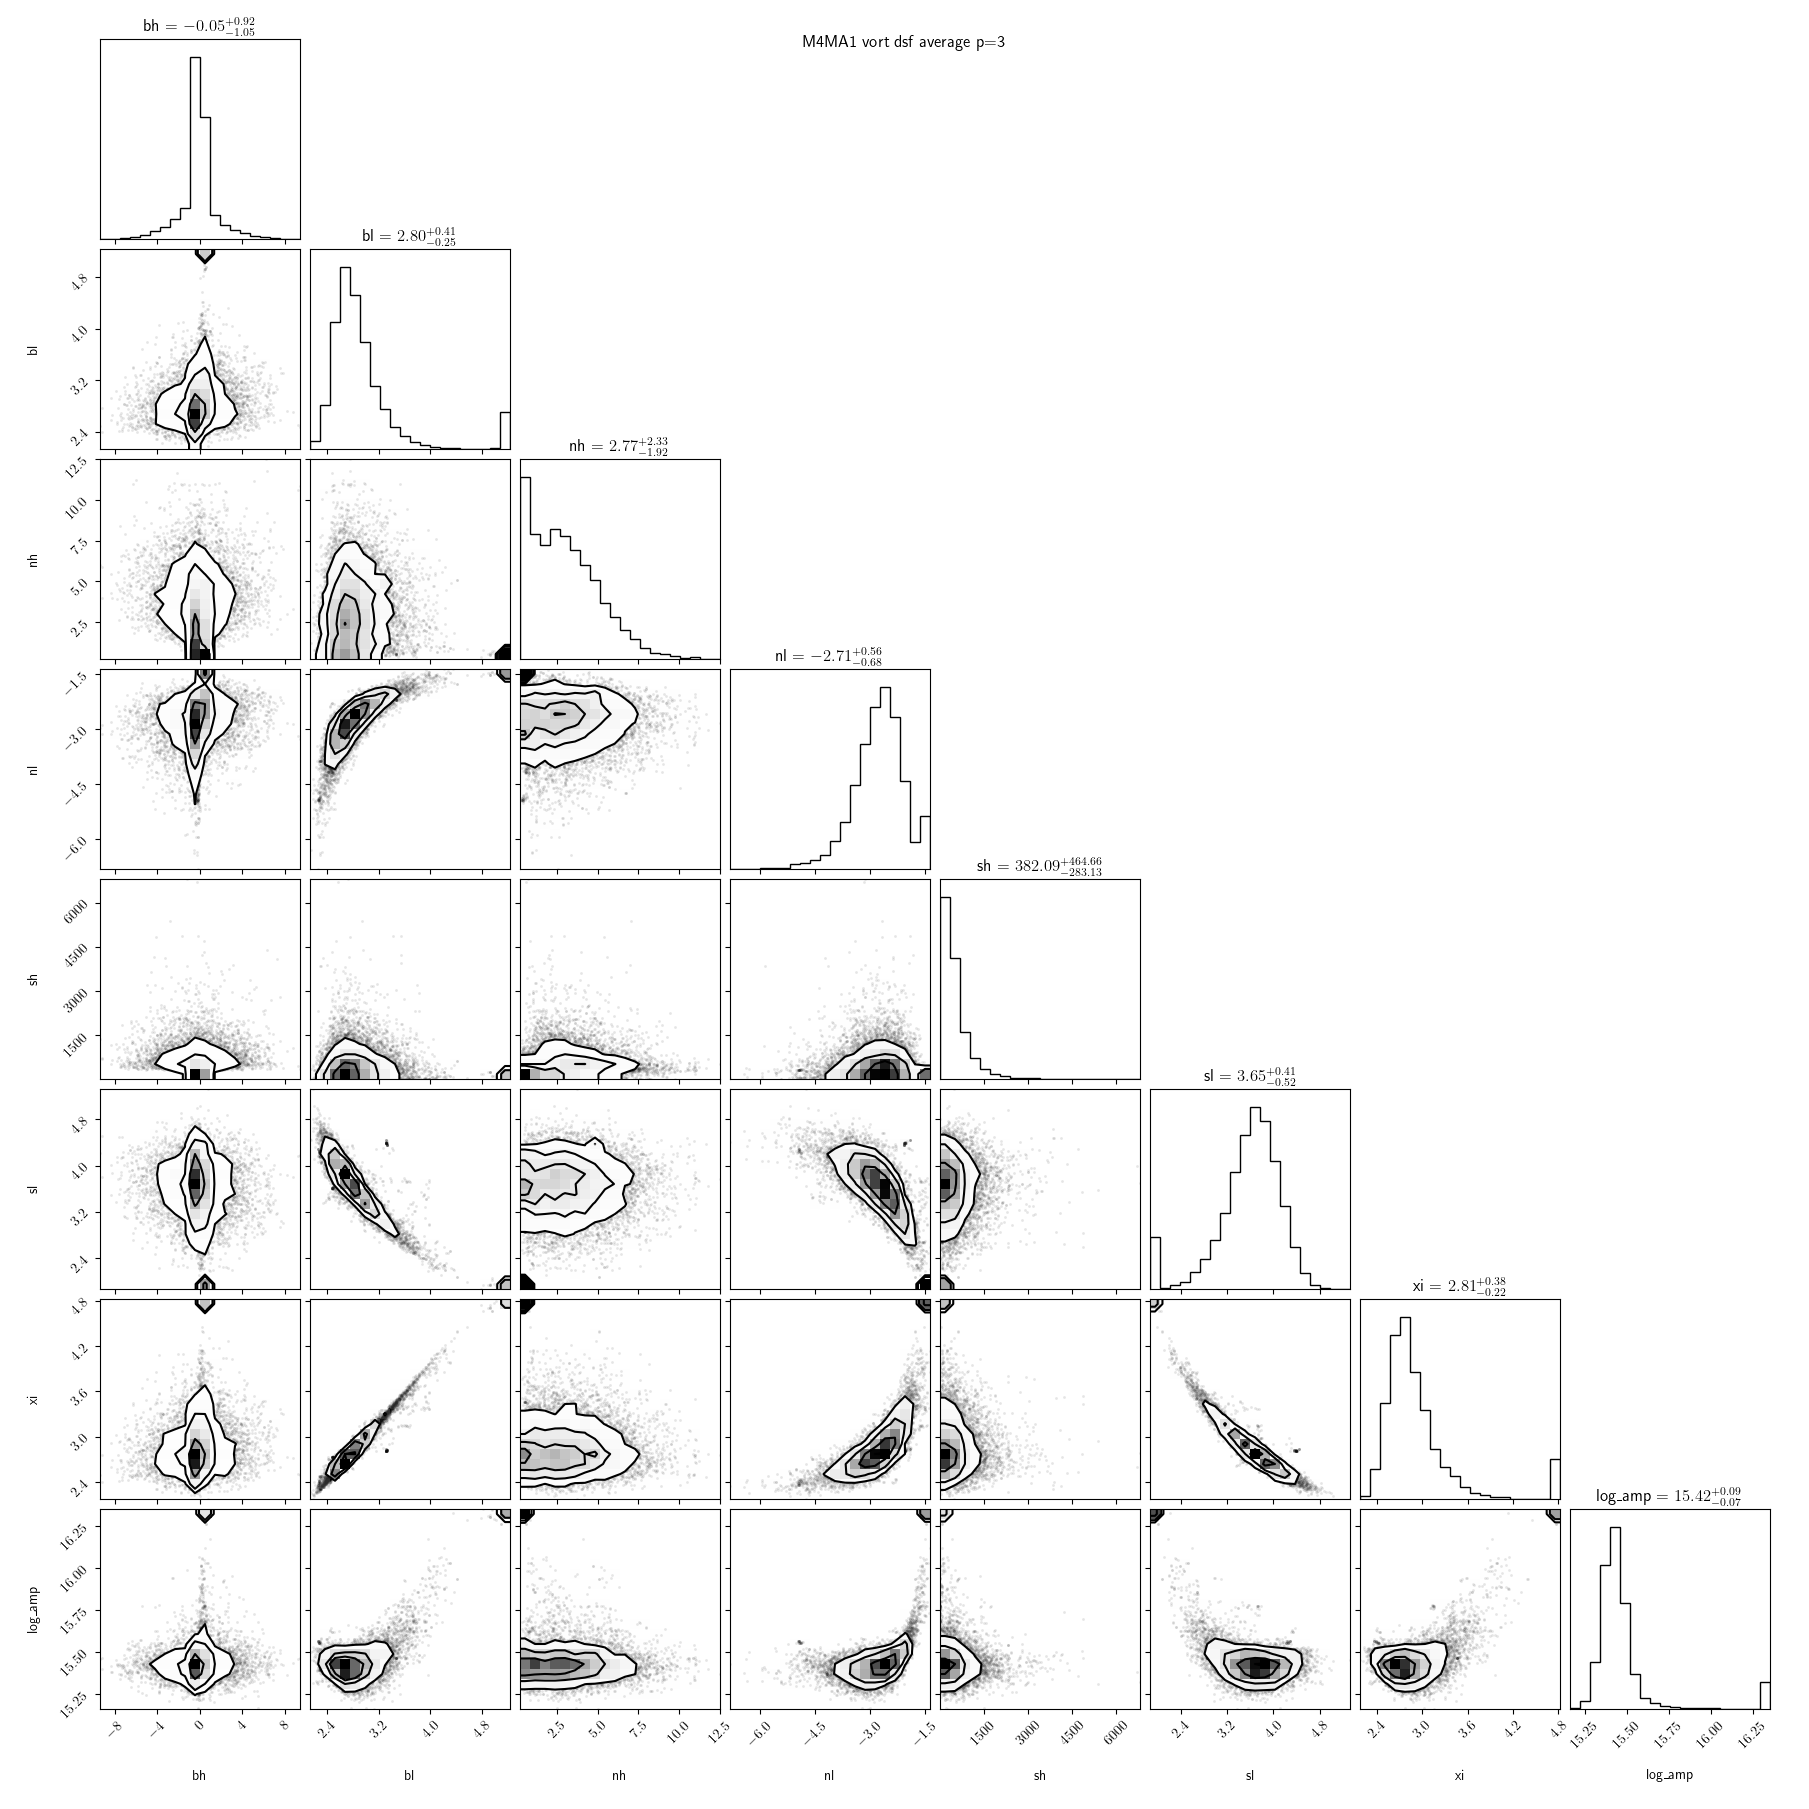 M4MA1 vort dsf average p=3
bh = −0.05 +0.92 −1.05
bl = 2.80 +0.41 −0.25
nh = 2.77 +2.33 −1.92
nl = −2.71 +0.56 −0.68
sh = 382.09 +464.66 −283.13
sl = 3.65 +0.41 −0.52
xi = 2.81 +0.38 −0.22
log_amp = 15.42 +0.09 −0.07
bl
4.8
4.0
3.2
2.4
nh
12.5
10.0
7.5
5.0
2.5
nl
−1.5
−3.0
−4.5
−6.0
sh
6000
4500
3000
1500
sl
4.8
4.0
3.2
2.4
xi
4.8
4.2
3.6
3.0
2.4
log_amp
16.25
16.00
15.75
15.50
15.25
−8 −4 0 4 8
2.4 3.2 4.0 4.8
2.5 5.0 7.5 10.0 12.5
−6.0 −4.5 −3.0 −1.5
1500 3000 4500 6000
2.4 3.2 4.0 4.8
2.4 3.0 3.6 4.2 4.8
15.25 15.50 15.75 16.00 16.25
bh bl nh nl sh sl xi log_amp